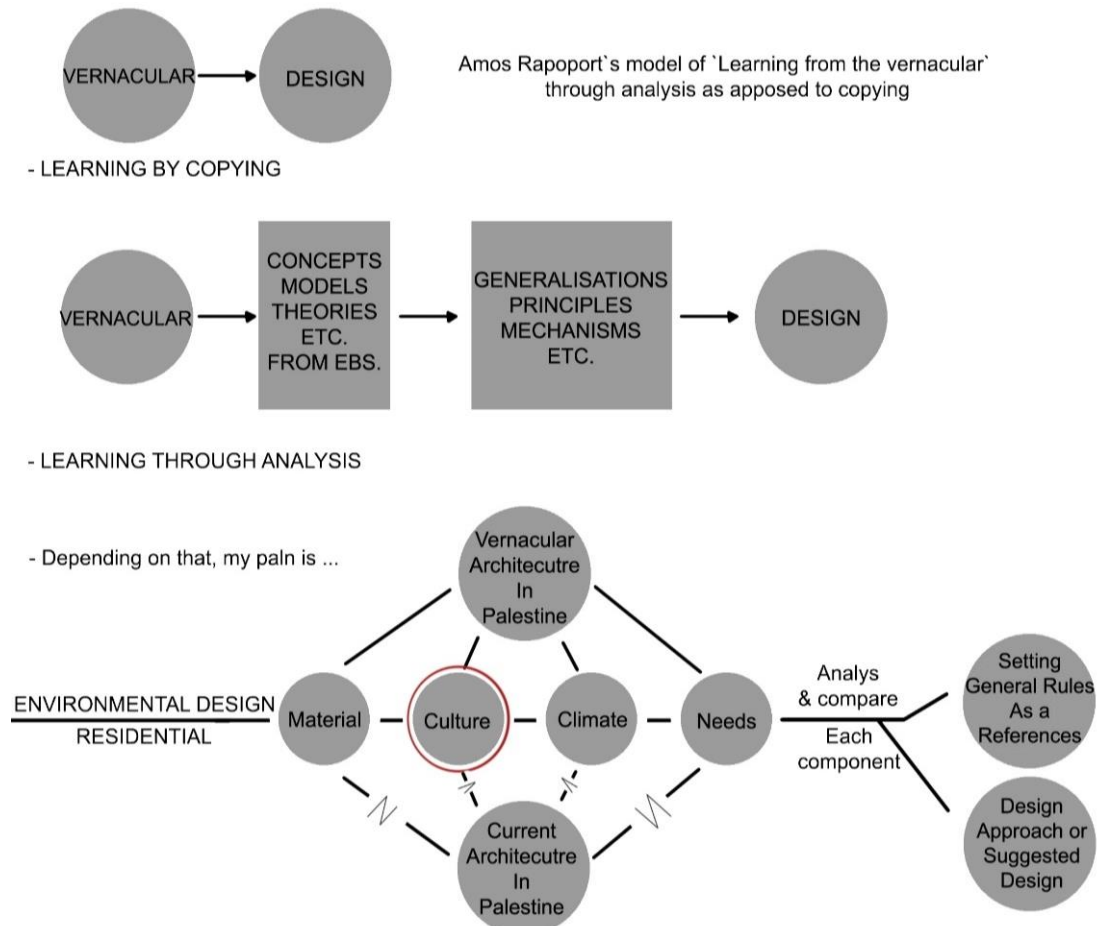 VERNACULAR
DESIGN
Amos Rapoport`s model of `Learning from the vernacular`
through analysis as apposed to copying
- LEARNING BY COPYING
VERNACULAR
CONCEPTS
MODELS
THEORIES
ETC.
FROM EBS.
GENERALISATIONS
PRINCIPLES
MECHANISMS
ETC.
DESIGN
- LEARNING THROUGH ANALYSIS
- Depending on that, my paln is ...
Vernacular
Architecutre
In
Palestine
ENVIRONMENTAL DESIGN
RESIDENTIAL
Material
Culture
Climate
Needs
Analys
& compare
Each
component
Setting
General Rules
As a
References
Current
Architecutre
In
Palestine
Design
Approach or
Suggested
Design